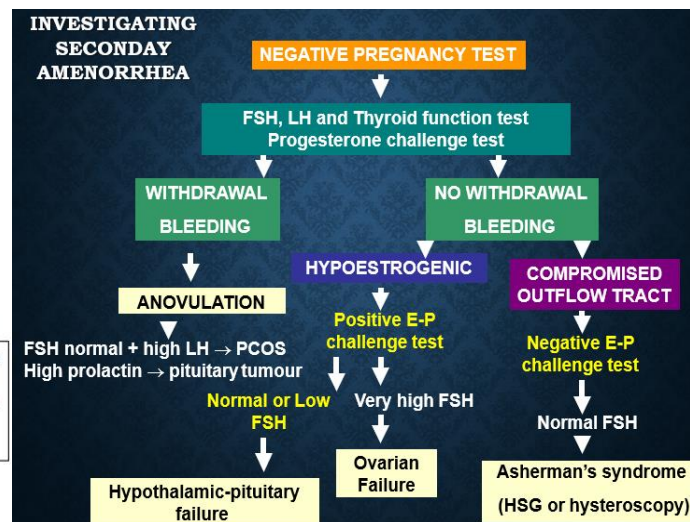 INVESTIGATING
SECONDAY
AMENORRHEA
NEGATIVE PREGNANCY TEST
FSH, LH and Thyroid function test
Progesterone challenge test
WITHDRAWAL
BLEEDING
NO WITHDRAWAL
BLEEDING
ANOVULATION
FSH normal + high LH → PCOS
High prolactin → pituitary tumour
HYPOESTROGENIC
Positive E-P
challenge test
Normal or Low
FSH
Hypothalamic-pituitary
failure
Very high FSH
Ovarian
Failure
COMPROMISED
OUTFLOW TRACT
Negative E-P
challenge test
Normal FSH
Asherman's syndrome
(HSG or hysteroscopy)